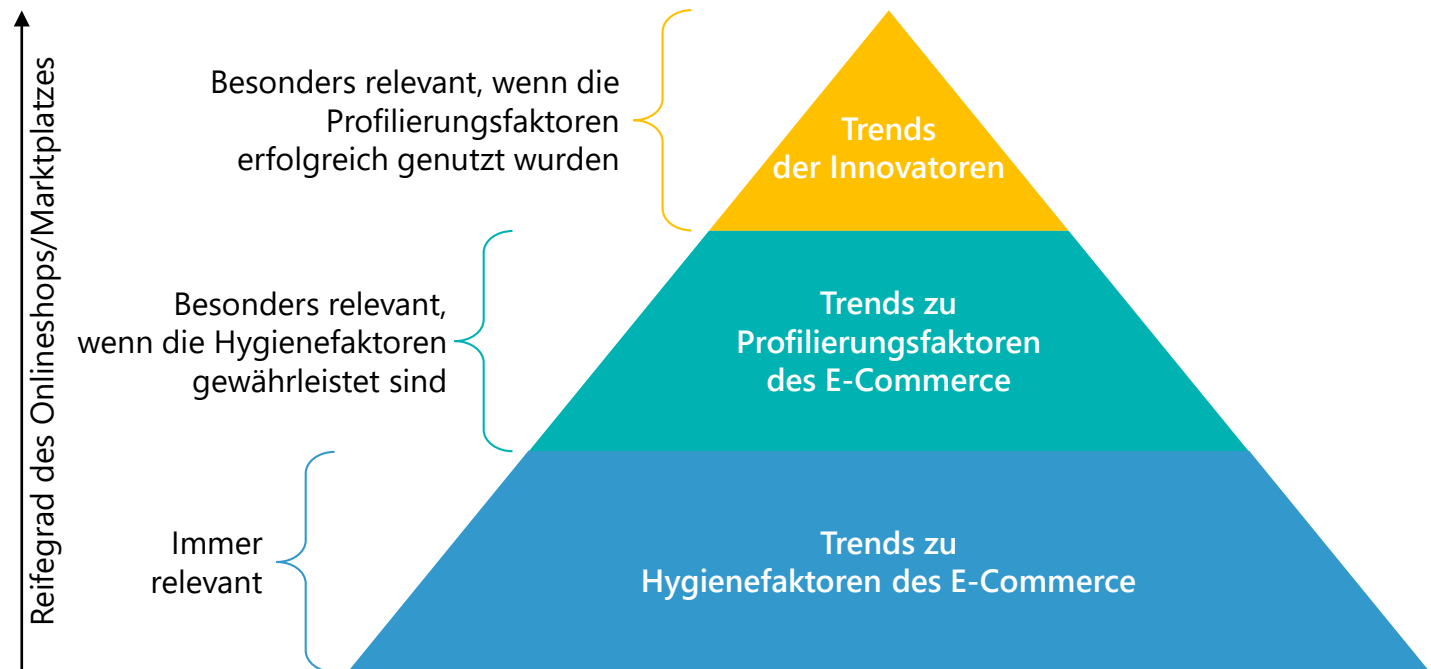 Reifegrad des Onlineshops/Marktplatzes
Besonders relevant, wenn die
Profilierungsfaktoren
erfolgreich genutzt wurden
Trends
der Innovatoren
Besonders relevant,
wenn die Hygienefaktoren
gewährleistet sind
Trends zu
Profilierungsfaktoren
des E-Commerce
Immer
relevant
Trends zu
Hygienefaktoren des E-Commerce